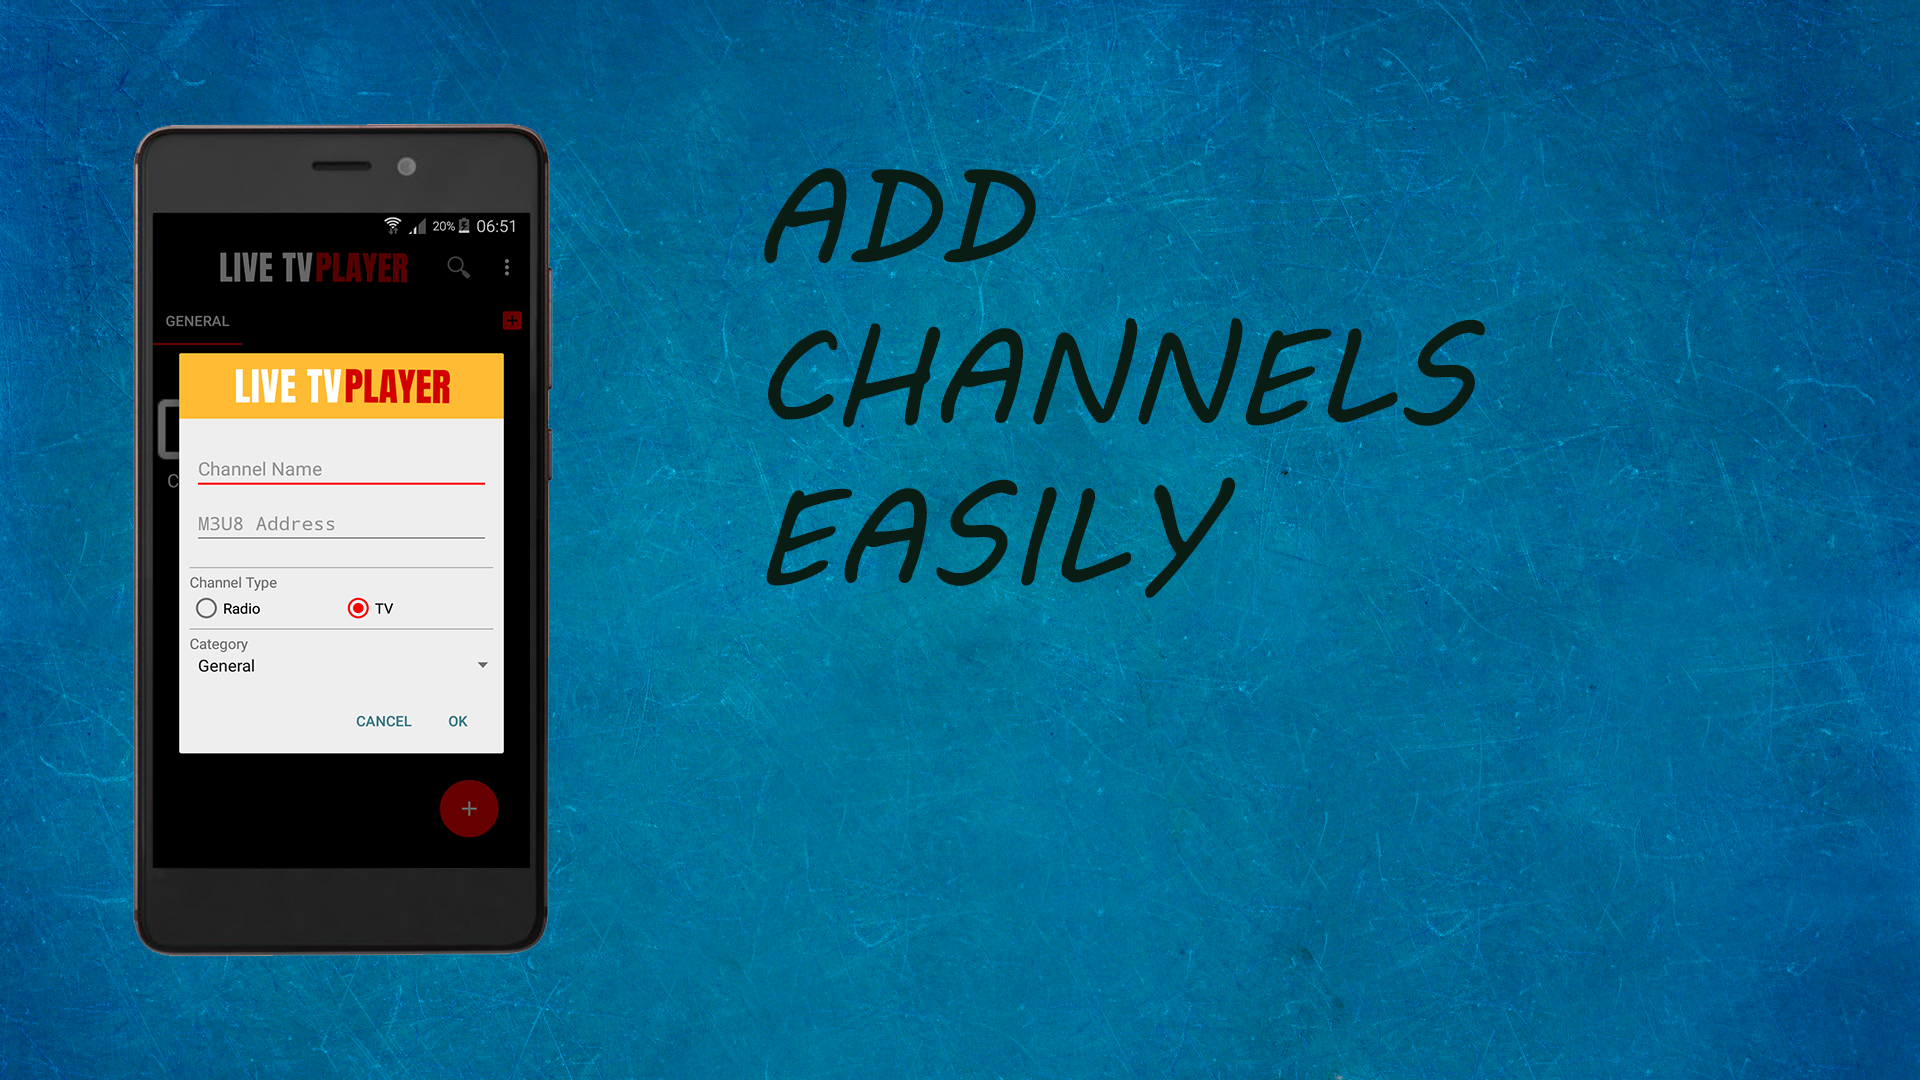 20% 06:51
LIVE TV PLAYER
GENERAL
LIVE TV PLAYER
C
Channel Name
M3U8 Address
Channel Type
Radio TV
Category
General
CANCEL OK
ADD
CHANNELS
EASILY